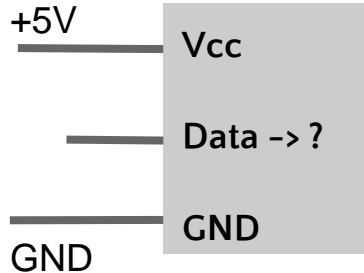 +5V
Vcc
Data -> ?
GND
GND